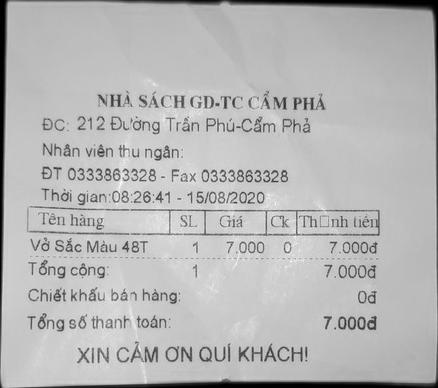 NHÀ SÁCH GD-TC CẨM PHẢ
ĐC: 212 Đường Trần Phú-Cẩm Phả
Nhân viên thu ngân:
ĐT 0333863328 - Fax 0333863328
Thời gian:08:26:41 - 15/08/2020
Tên hàng SL Giá Ck Th□nh tiền
Vở Sắc Màu 48T 1 7.000 0 7.000đ
Tổng cộng: 1 7.000đ
Chiết khấu bán hàng: 0đ
Tổng số thanh toán: 7.000đ
XIN CẢM ƠN QUÍ KHÁCH!